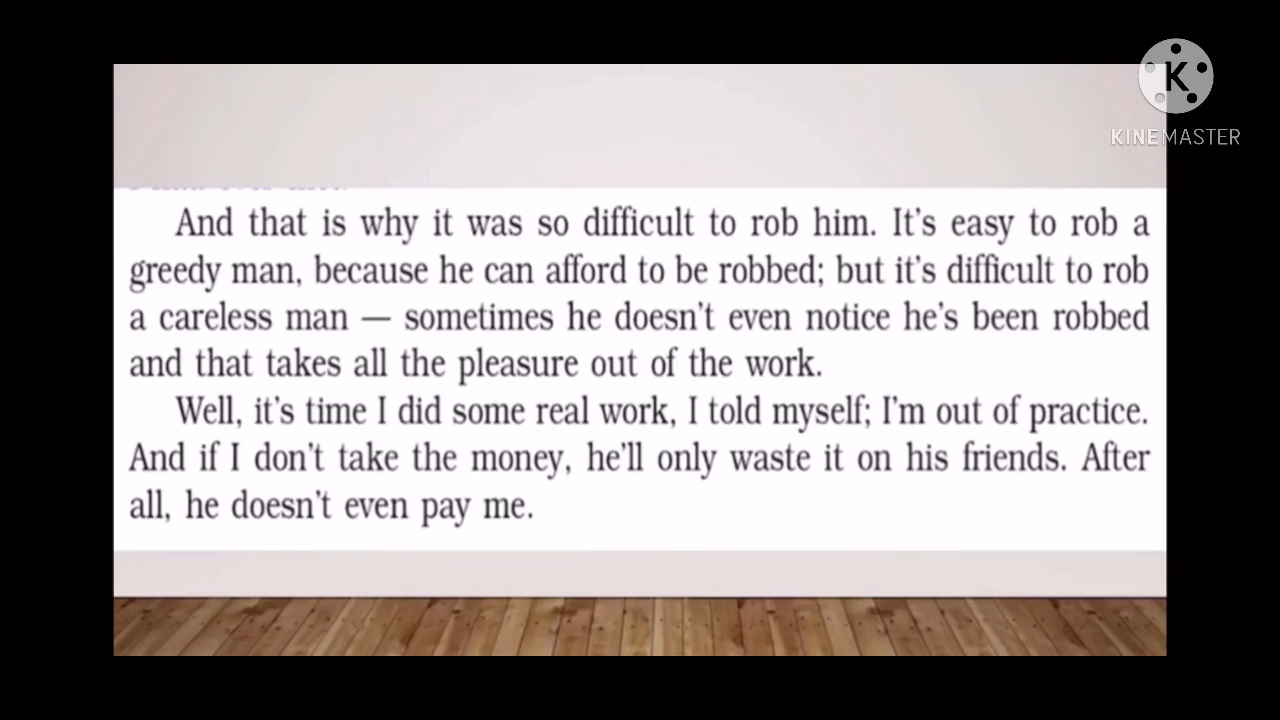 K
KINEMASTER
And that is why it was so difficult to rob him. It's easy to rob a
greedy man, because he can afford to be robbed; but it's difficult to rob
a careless man — sometimes he doesn't even notice he's been robbed
and that takes all the pleasure out of the work.
Well, it's time I did some real work, I told myself; I'm out of practice.
And if I don't take the money, he'll only waste it on his friends. After
all, he doesn't even pay me.